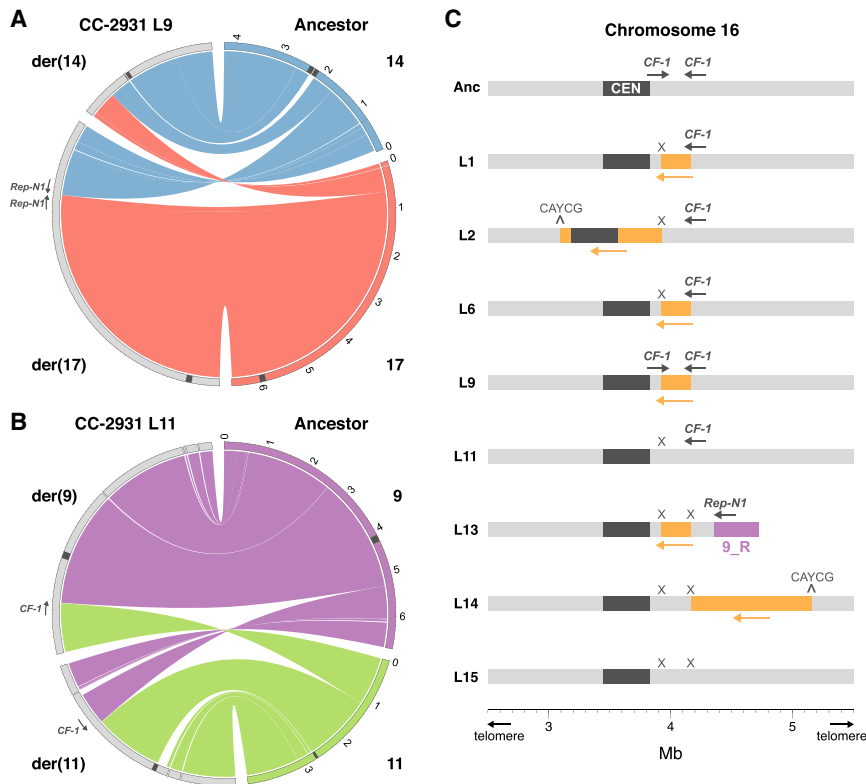 A
CC-2931 L9
Ancestor
der(14)
14
4
3
2
1
0
0
1
2
3
4
5
6
Rep-N1
Rep-N1
der(17)
17
B
CC-2931 L11
Ancestor
der(9)
9
0
1
2
3
4
5
6
CF-1
0
1
2
3
CF-1
der(11)
11
C
Chromosome 16
CF-1 CF-1
Anc
CEN
X CF-1
L1
CAYCG
X CF-1
L2
X CF-1
L6
CF-1 CF-1
L9
X CF-1
L11
Rep-N1
X X
L13
9_R
CAYCG
X X
L14
X X
L15
3 4 5
telomere telomere
Mb